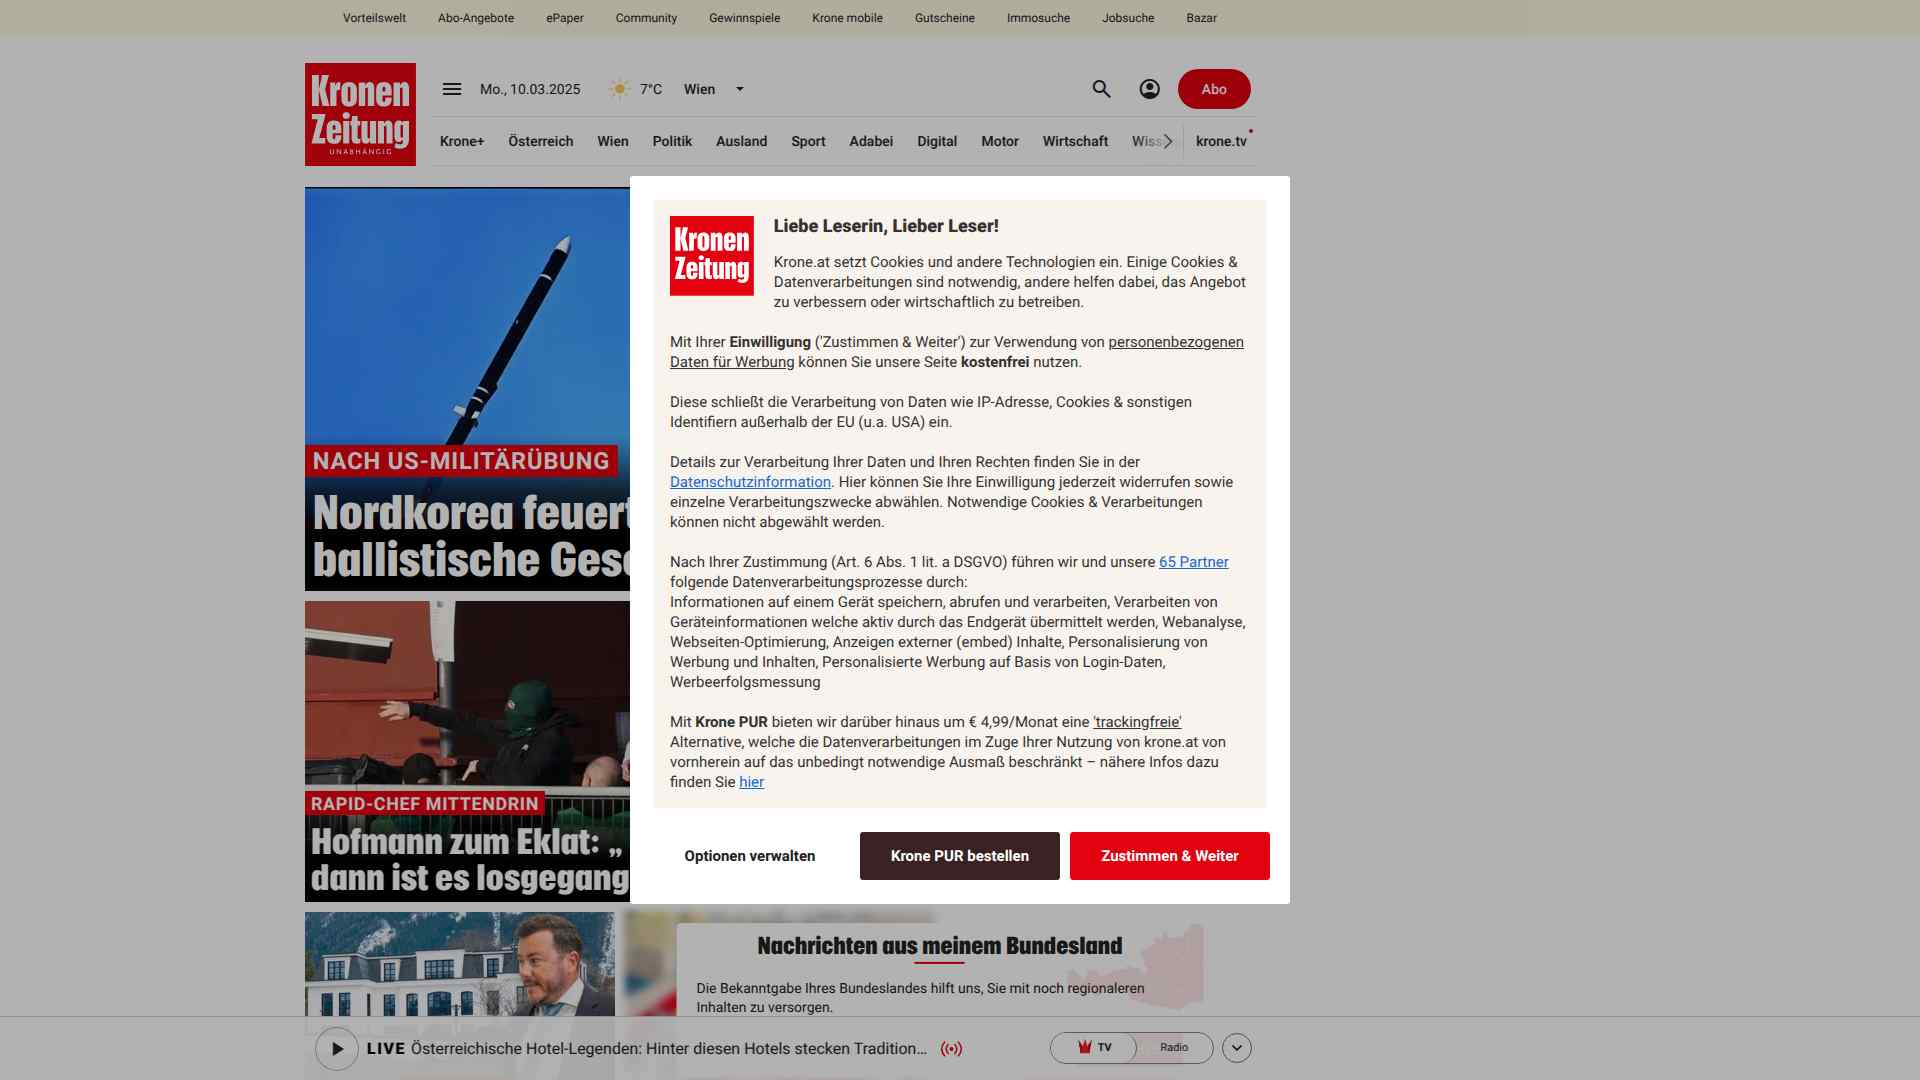 Vorteilswelt Abo-Angebote ePaper Community Gewinnspiele Krone mobile Gutscheine Immosuche Jobsuche Bazar
Kronen
Zeitung
UNABHÄNGIG
Mo., 10.03.2025 7°C Wien Abo
Krone+ Österreich Wien Politik Ausland Sport Adabei Digital Motor Wirtschaft Wiss krone.tv
NACH US-MILITÄRÜBUNG
Nordkorea feuert
ballistische Gesc
RAPID-CHEF MITTENDRIN
Hofmann zum Eklat: „
dann ist es losgegang
Kronen
Zeitung
Liebe Leserin, Lieber Leser!
Krone.at setzt Cookies und andere Technologien ein. Einige Cookies &
Datenverarbeitungen sind notwendig, andere helfen dabei, das Angebot
zu verbessern oder wirtschaftlich zu betreiben.
Mit Ihrer Einwilligung ('Zustimmen & Weiter') zur Verwendung von personenbezogenen
Daten für Werbung können Sie unsere Seite kostenfrei nutzen.
Diese schließt die Verarbeitung von Daten wie IP-Adresse, Cookies & sonstigen
Identifiern außerhalb der EU (u.a. USA) ein.
Details zur Verarbeitung Ihrer Daten und Ihren Rechten finden Sie in der
Datenschutzinformation. Hier können Sie Ihre Einwilligung jederzeit widerrufen sowie
einzelne Verarbeitungszwecke abwählen. Notwendige Cookies & Verarbeitungen
können nicht abgewählt werden.
Nach Ihrer Zustimmung (Art. 6 Abs. 1 lit. a DSGVO) führen wir und unsere 65 Partner
folgende Datenverarbeitungsprozesse durch:
Informationen auf einem Gerät speichern, abrufen und verarbeiten, Verarbeiten von
Geräteinformationen welche aktiv durch das Endgerät übermittelt werden, Webanalyse,
Webseiten-Optimierung, Anzeigen externer (embed) Inhalte, Personalisierung von
Werbung und Inhalten, Personalisierte Werbung auf Basis von Login-Daten,
Werbeerfolgsmessung
Mit Krone PUR bieten wir darüber hinaus um € 4,99/Monat eine 'trackingfreie'
Alternative, welche die Datenverarbeitungen im Zuge Ihrer Nutzung von krone.at von
vornherein auf das unbedingt notwendige Ausmaß beschränkt – nähere Infos dazu
finden Sie hier
Optionen verwalten Krone PUR bestellen Zustimmen & Weiter
Nachrichten aus meinem Bundesland
Die Bekanntgabe Ihres Bundeslandes hilft uns, Sie mit noch regionaleren
Inhalten zu versorgen.
LIVE Österreichische Hotel-Legenden: Hinter diesen Hotels stecken Tradition... TV Radio